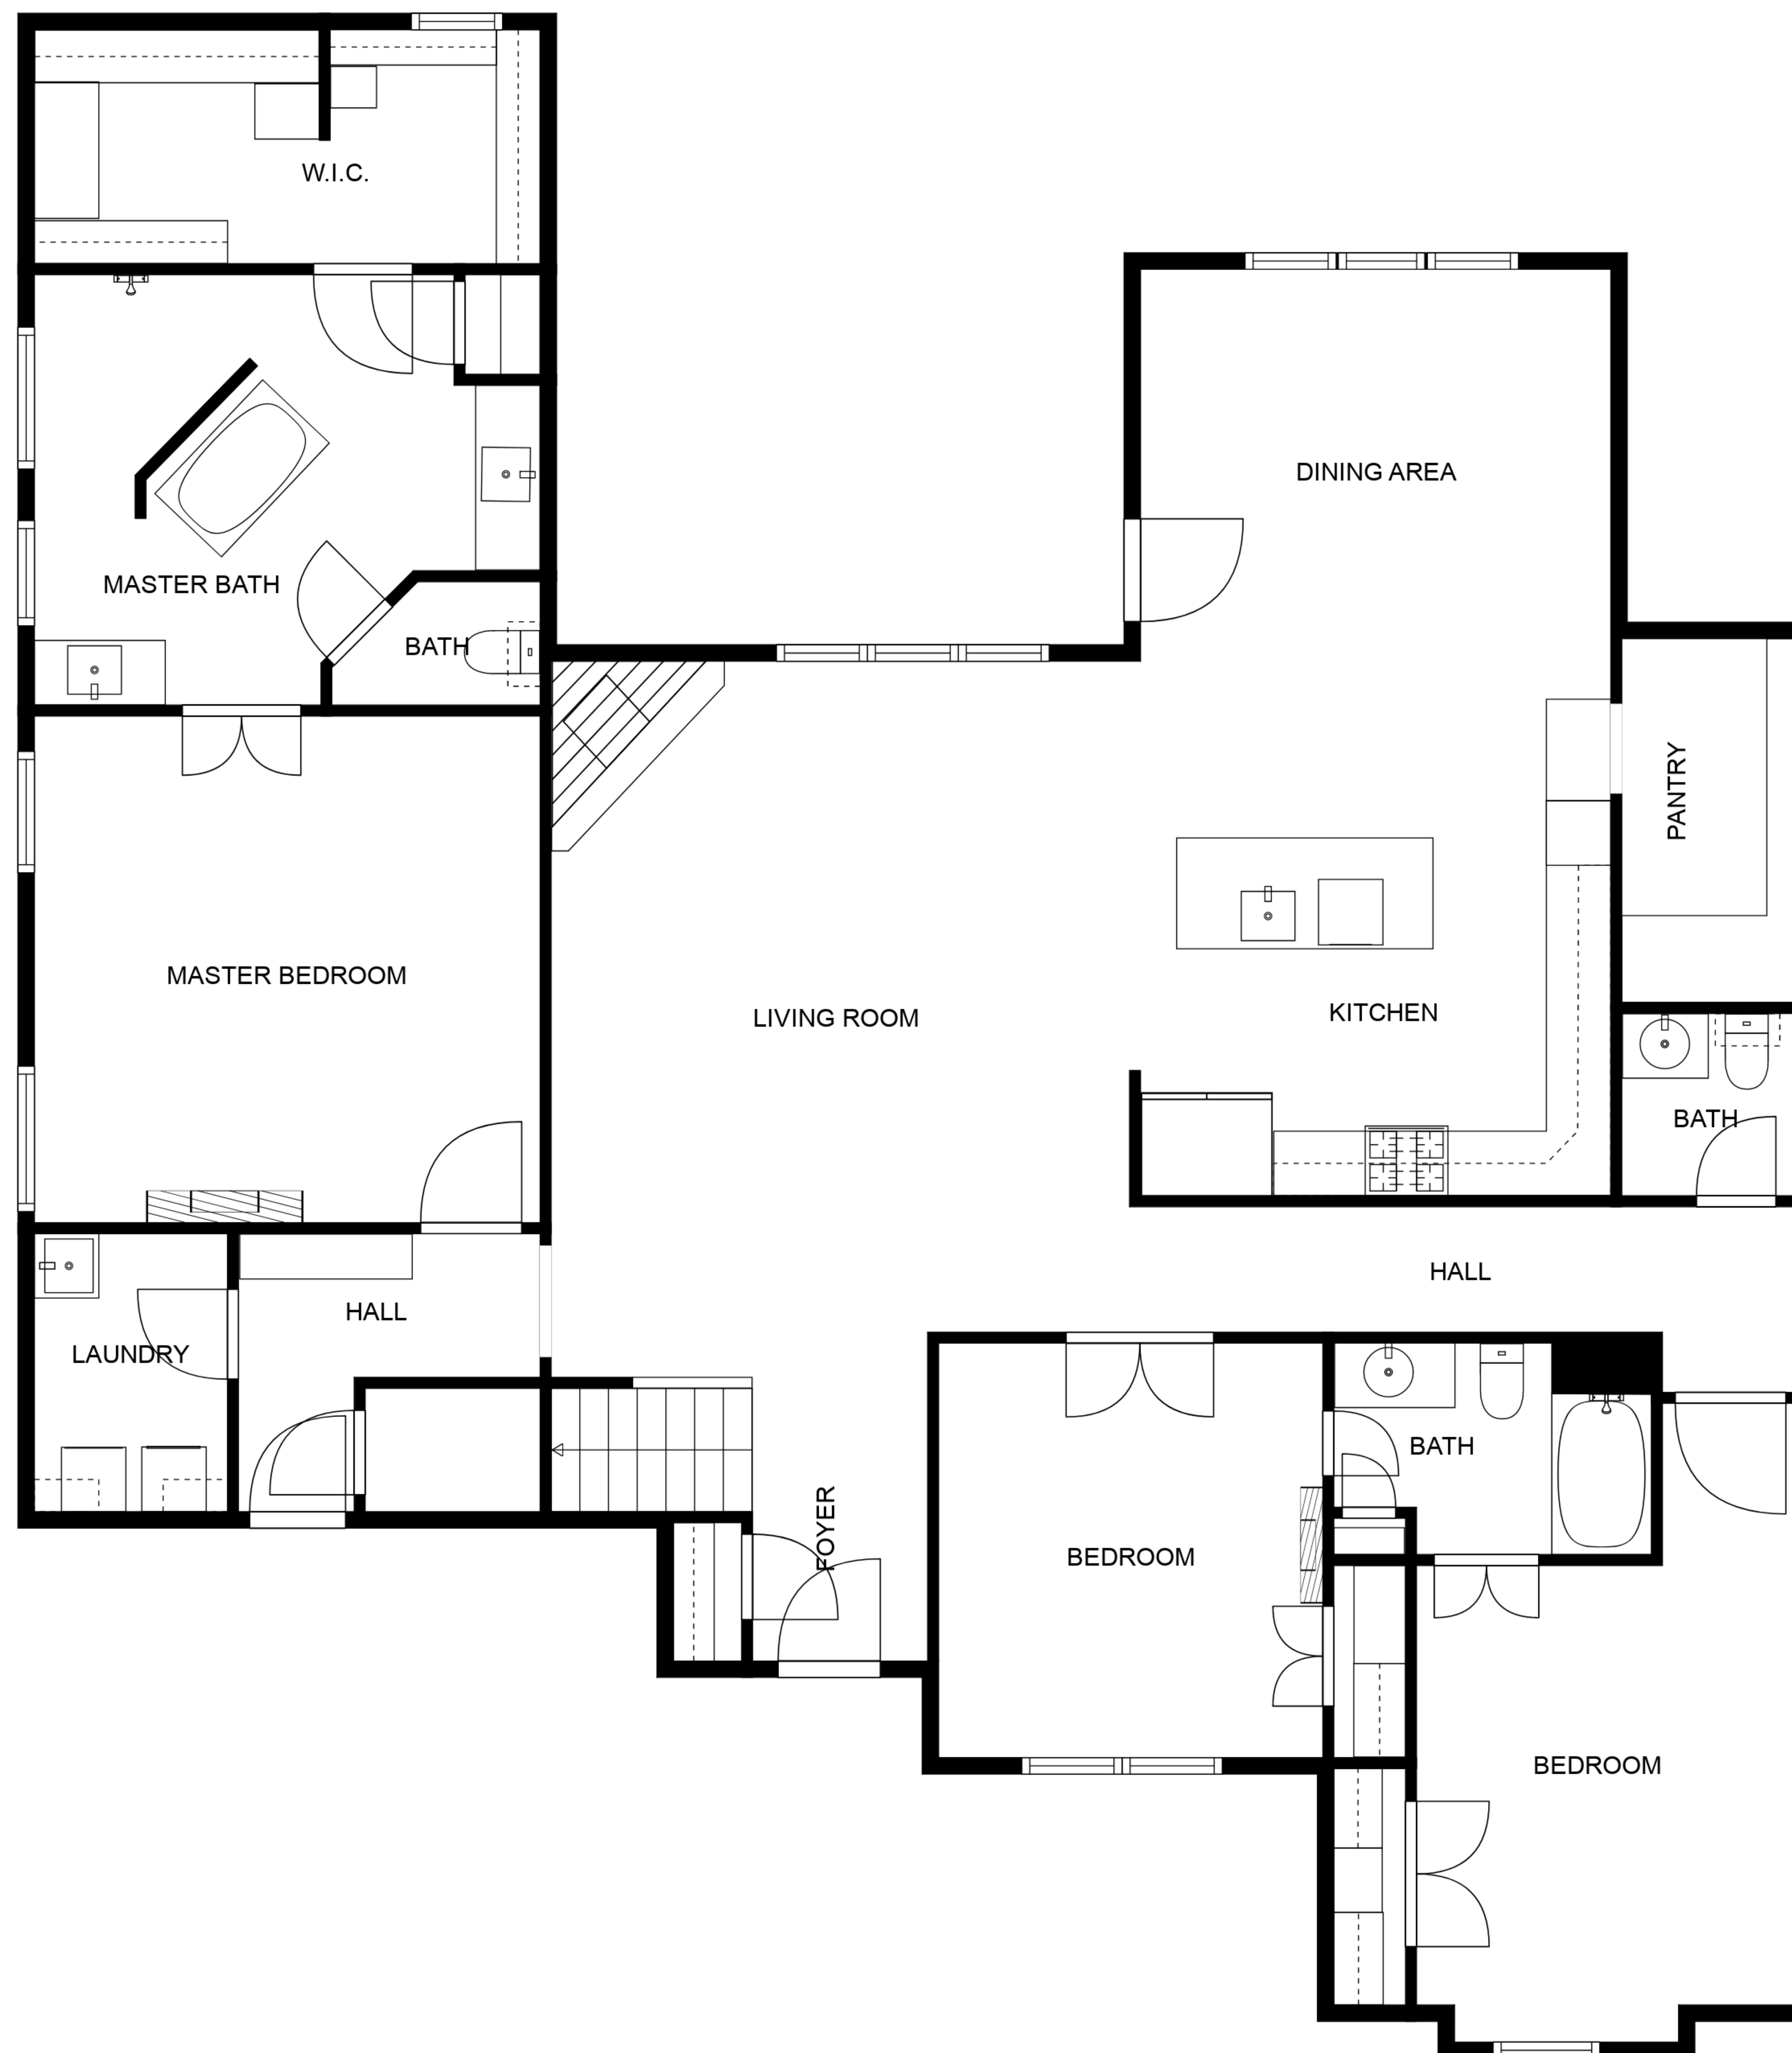 W.I.C.
DINING AREA
MASTER BATH
BATH
PANTRY
MASTER BEDROOM
LIVING ROOM
KITCHEN
BATH
HALL
HALL
LAUNDRY
BATH
FOYER
BEDROOM
BEDROOM